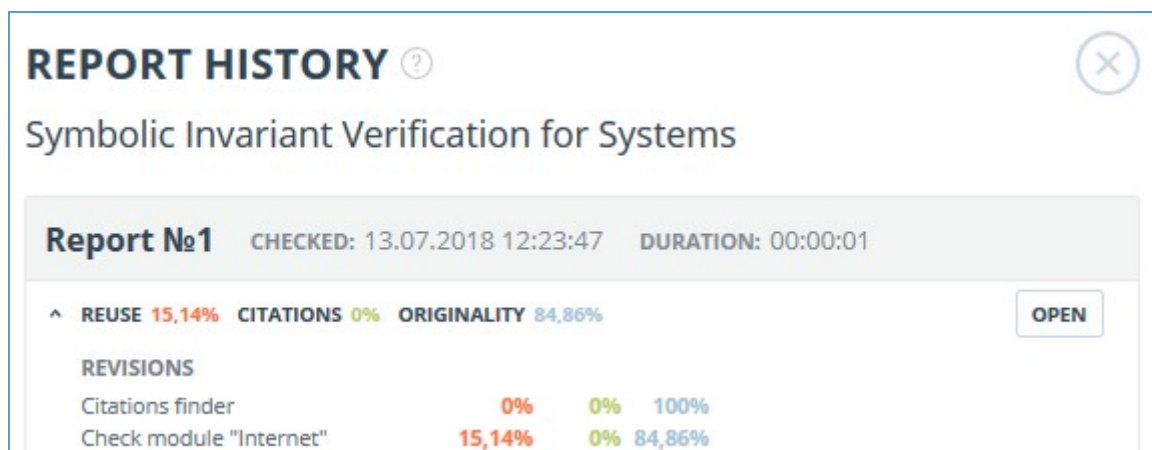 REPORT HISTORY ?
Symbolic Invariant Verification for Systems
Report №1 CHECKED: 13.07.2018 12:23:47 DURATION: 00:00:01
REUSE 15,14% CITATIONS 0% ORIGINALITY 84,86% OPEN
REVISIONS
Citations finder 0% 0% 100%
Check module "Internet" 15,14% 0% 84,86%